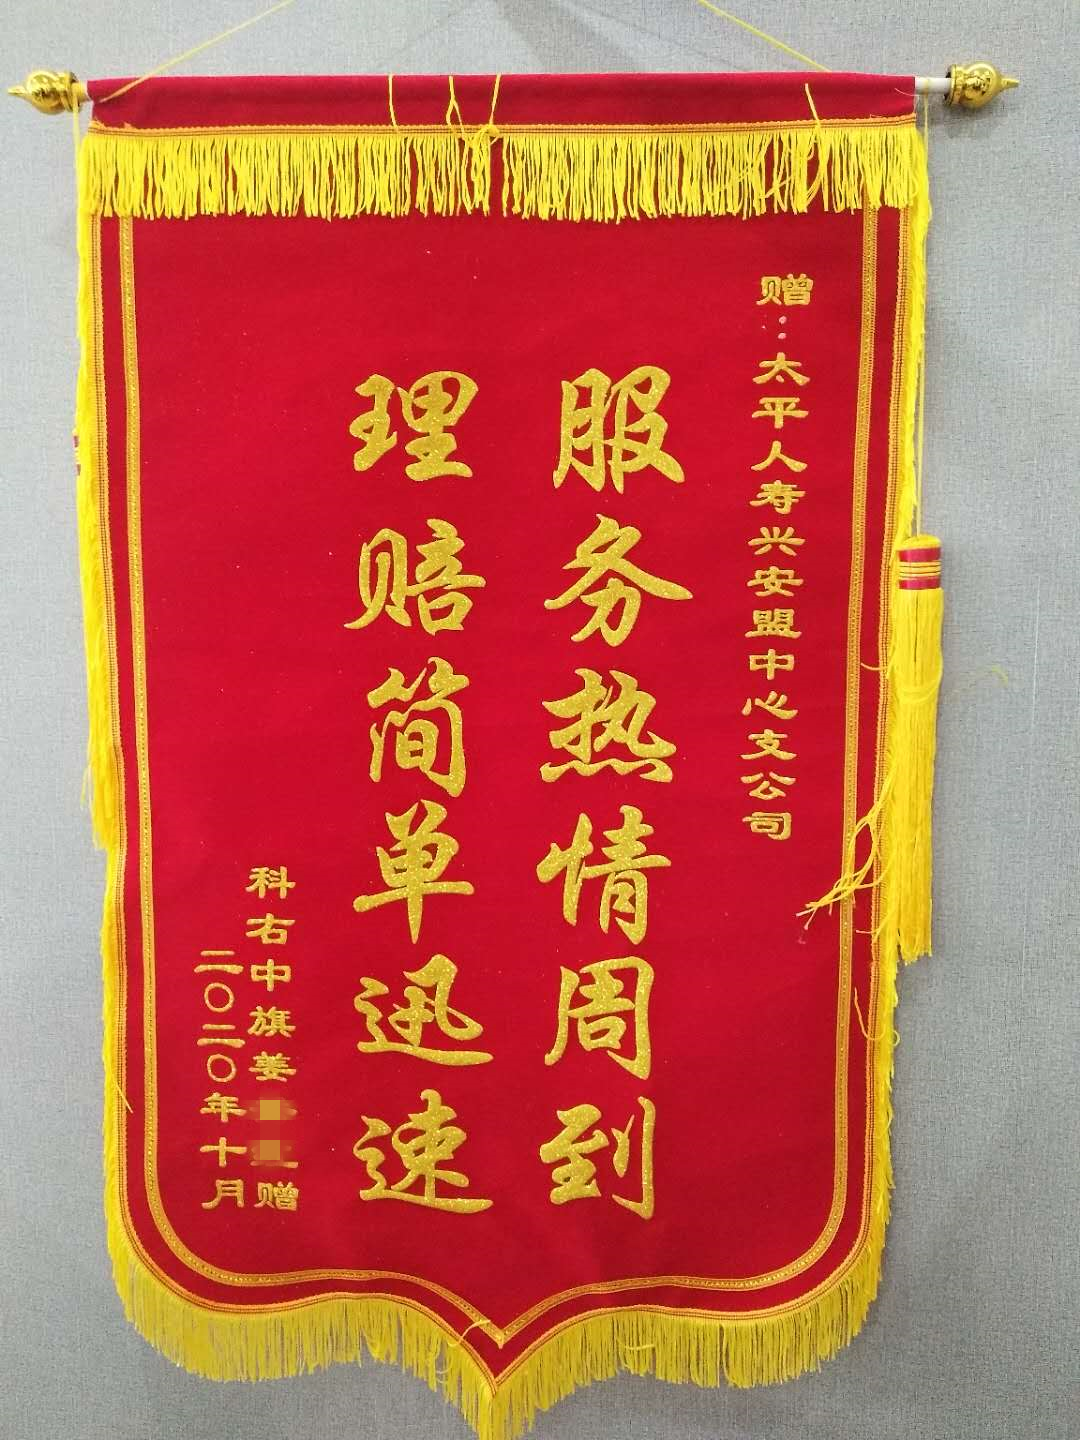 赠：太平人寿兴安盟中心支公司
服务热情周到
理赔简单迅速
科右中旗姜赠
二〇二〇年十月